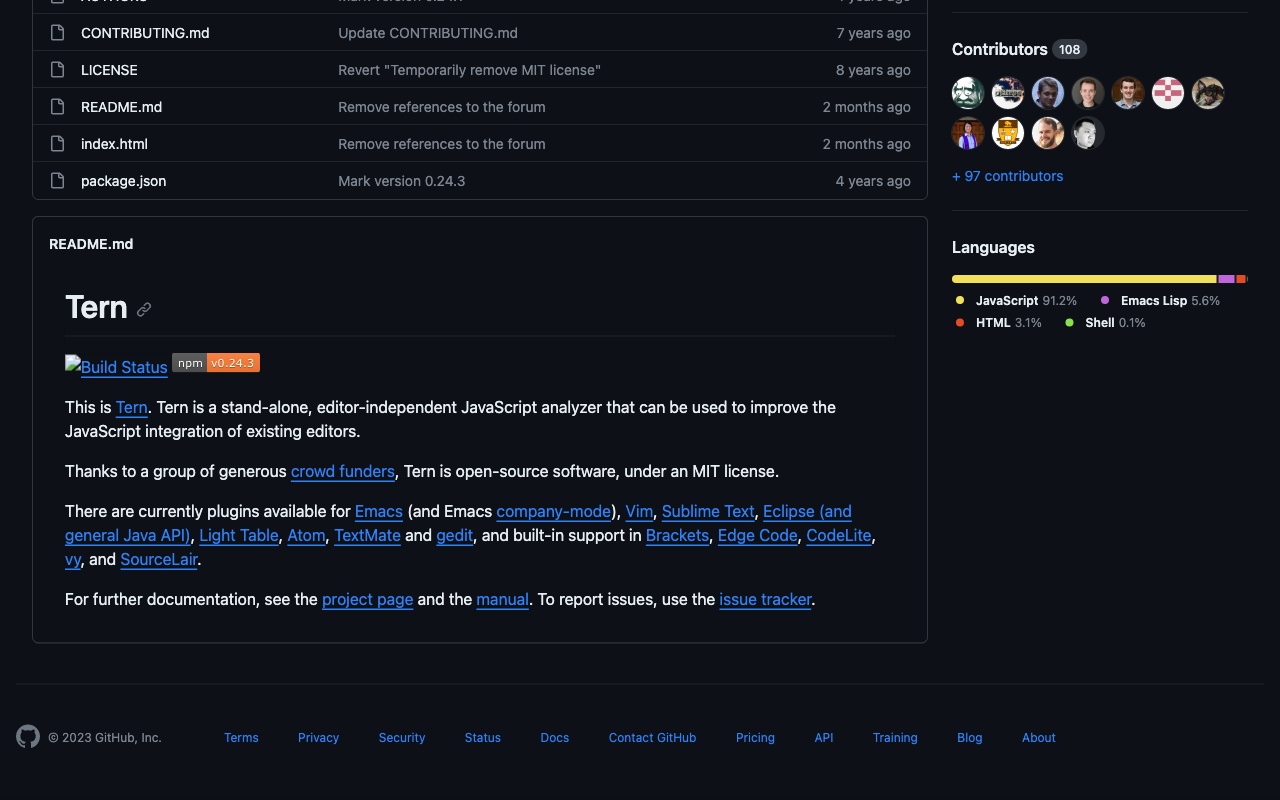 CONTRIBUTING.md Update CONTRIBUTING.md 7 years ago
LICENSE Revert "Temporarily remove MIT license" 8 years ago
README.md Remove references to the forum 2 months ago
index.html Remove references to the forum 2 months ago
package.json Mark version 0.24.3 4 years ago
README.md
Tern
Build Status npm v0.24.3
This is Tern. Tern is a stand-alone, editor-independent JavaScript analyzer that can be used to improve the
JavaScript integration of existing editors.
Thanks to a group of generous crowd funders, Tern is open-source software, under an MIT license.
There are currently plugins available for Emacs (and Emacs company-mode), Vim, Sublime Text, Eclipse (and
general Java API), Light Table, Atom, TextMate and gedit, and built-in support in Brackets, Edge Code, CodeLite,
vy, and SourceLair.
For further documentation, see the project page and the manual. To report issues, use the issue tracker.
Contributors 108
+ 97 contributors
Languages
JavaScript 91.2% Emacs Lisp 5.6%
HTML 3.1% Shell 0.1%
© 2023 GitHub, Inc. Terms Privacy Security Status Docs Contact GitHub Pricing API Training Blog About